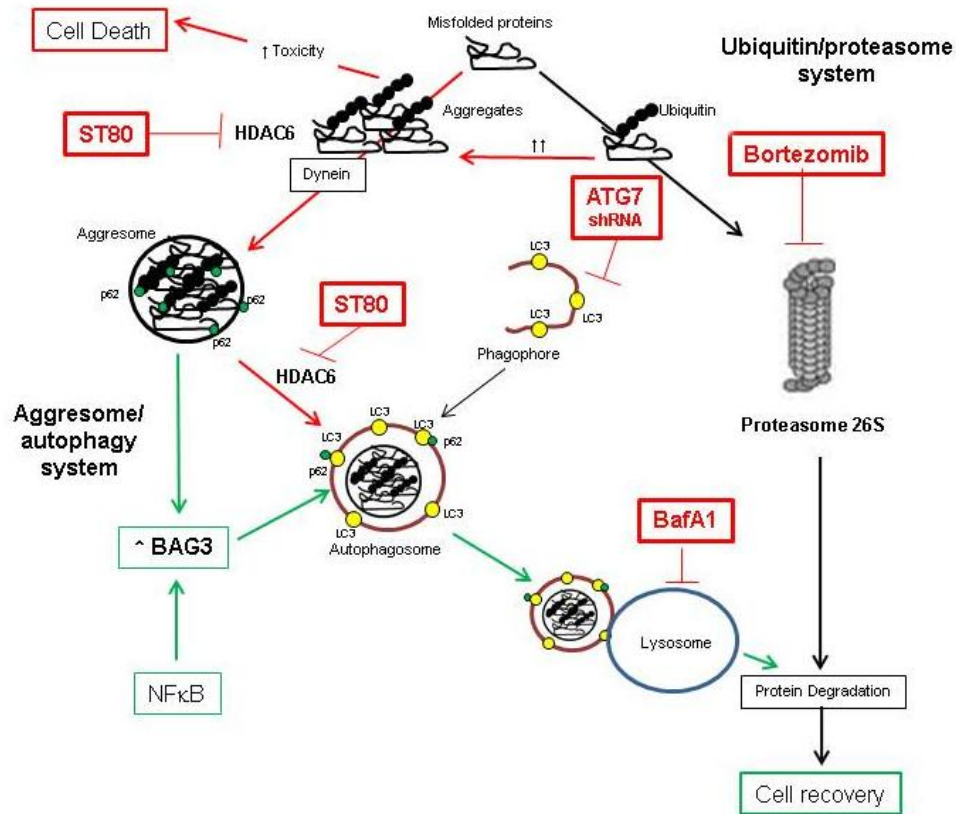 Misfolded proteins
Cell Death
↑ Toxicity
Ubiquitin/proteasome
system
Aggregates
Ubiquitin
ST80
HDAC6
↑↑
Bortezomib
Dynein
ATG7
shRNA
Aggresome
LC3
p62
p62
ST80
LC3
LC3
p62
Phagophore
HDAC6
Aggresome/
autophagy
system
LC3
LC3
LC3
p62
Proteasome 26S
p62
BafA1
LC3
LC3
^ BAG3
Autophagosome
Lysosome
NFκB
Protein Degradation
Cell recovery